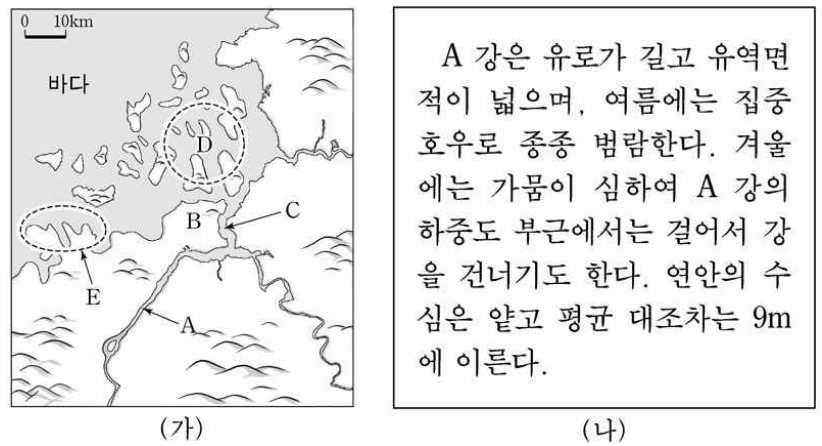 0 10km
바다
D
B
C
E
A
(가)
A 강은 유로가 길고 유역면
적이 넓으며, 여름에는 집중
호우로 종종 범람한다. 겨울
에는 가뭄이 심하여 A 강의
하중도 부근에서는 걸어서 강
을 건너기도 한다. 연안의 수
심은 얕고 평균 대조차는 9m
에 이른다.
(나)